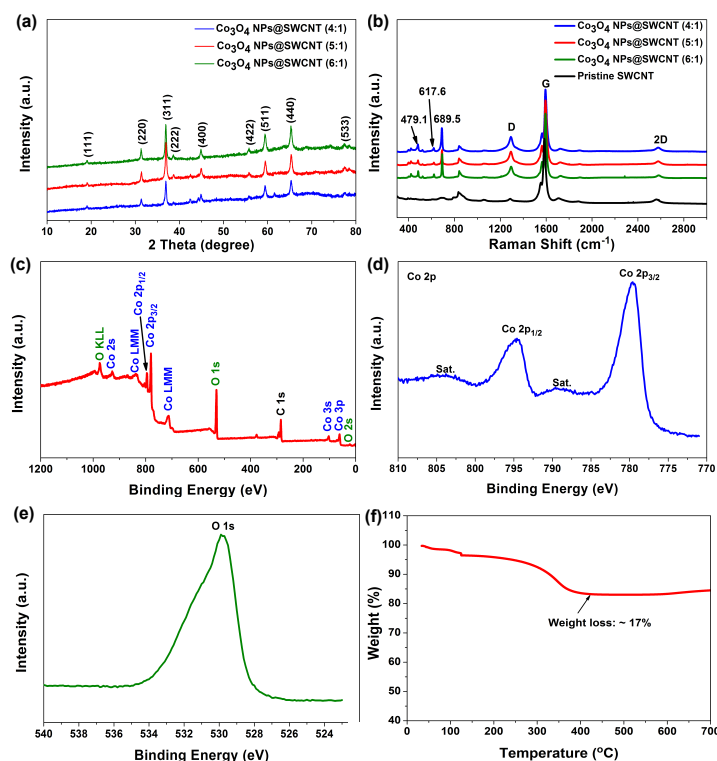 (a)
Co3O4 NPs@SWCNT (4:1)
Co3O4 NPs@SWCNT (5:1)
Co3O4 NPs@SWCNT (6:1)
(111)
(220)
(311)
(222)
(400)
(422)
(511)
(440)
(533)
Intensity (a.u.)
10 20 30 40 50 60 70 80
2 Theta (degree)
(b)
Co3O4 NPs@SWCNT (4:1)
Co3O4 NPs@SWCNT (5:1)
Co3O4 NPs@SWCNT (6:1)
Pristine SWCNT
479.1
617.6
689.5
D
G
2D
Intensity (a.u.)
400 800 1200 1600 2000 2400 3000
Raman Shift (cm-1)
(c)
O KLL
Co 2s
Co LMM
Co 2p1/2
Co 2p3/2
Co LMM
O 1s
C 1s
Co 3s
Co 3p
O 2s
Intensity (a.u.)
1200 1000 800 600 400 200 0
Binding Energy (eV)
(d)
Co 2p
Sat.
Co 2p1/2
Sat.
Co 2p3/2
Intensity (a.u.)
810 805 800 795 790 785 780 775 770
Binding Energy (eV)
(e)
O 1s
Intensity (a.u.)
540 538 536 534 532 530 528 526 524
Binding Energy (eV)
(f)
110
100
90
80
70
60
50
40
Weight (%)
Weight loss: ~ 17%
0 100 200 300 400 500 600 700
Temperature (oC)